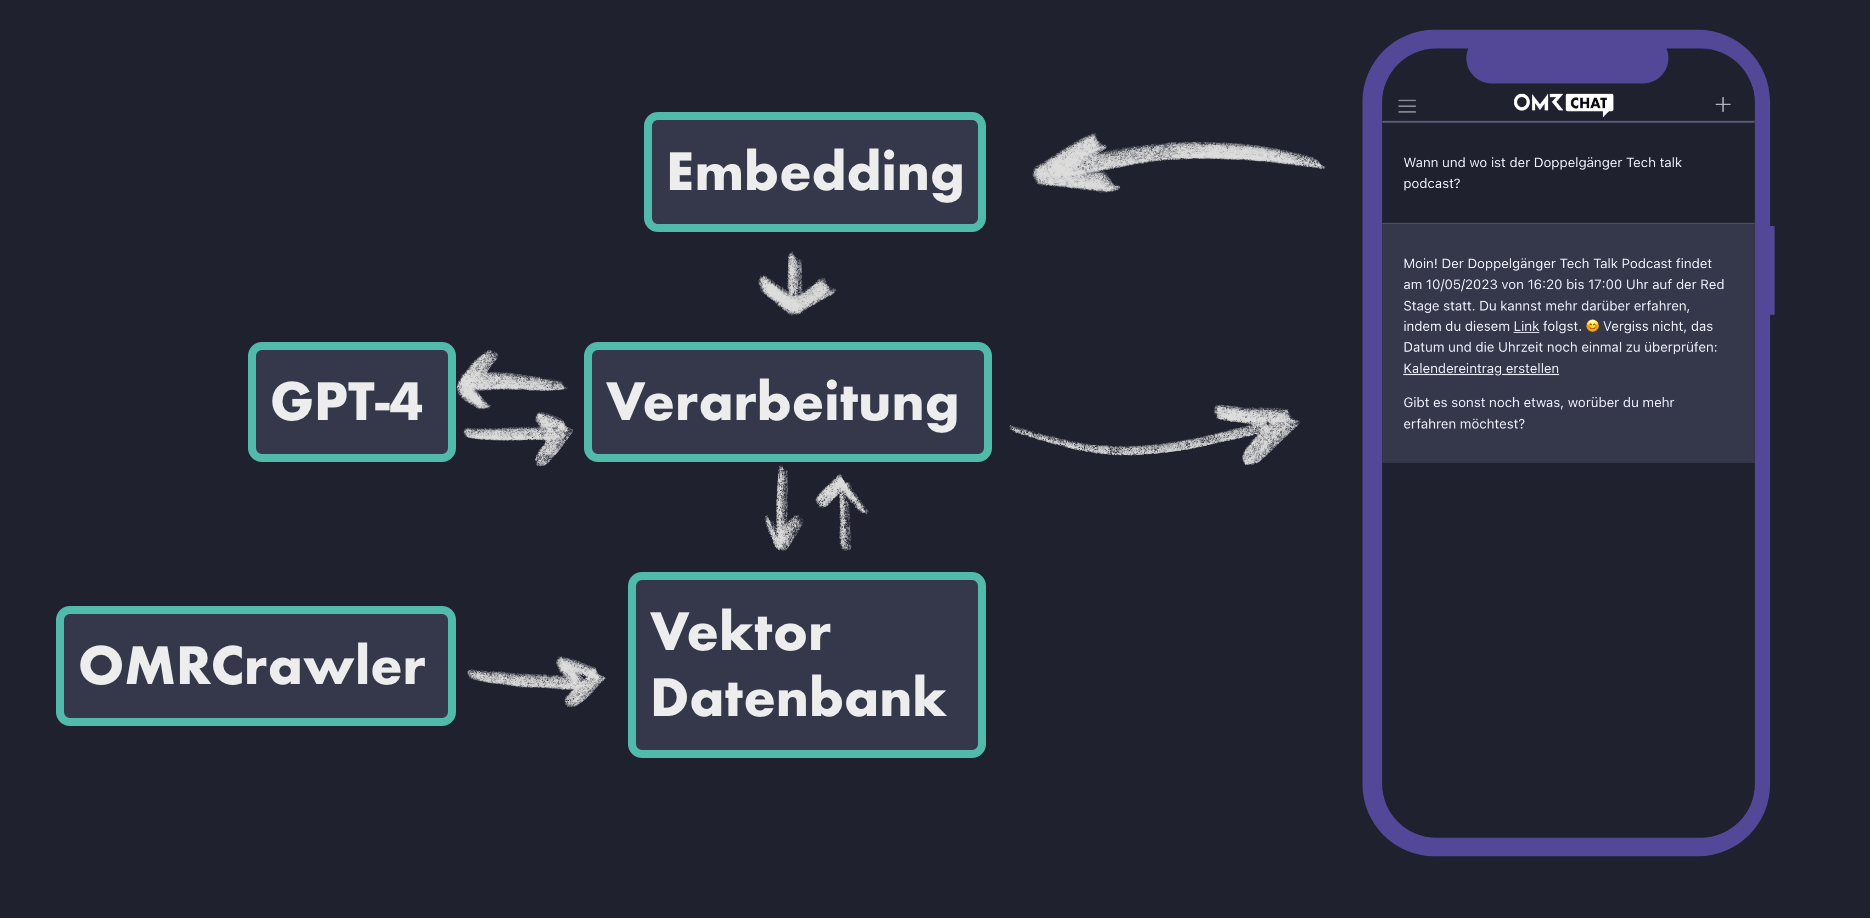 Embedding
GPT-4
Verarbeitung
OMRCrawler
Vektor
Datenbank
OMR CHAT
Wann und wo ist der Doppelgänger Tech talk
podcast?
Moin! Der Doppelgänger Tech Talk Podcast findet
am 10/05/2023 von 16:20 bis 17:00 Uhr auf der Red
Stage statt. Du kannst mehr darüber erfahren,
indem du diesem Link folgst. 😊 Vergiss nicht, das
Datum und die Uhrzeit noch einmal zu überprüfen:
Kalendereintrag erstellen
Gibt es sonst noch etwas, worüber du mehr
erfahren möchtest?